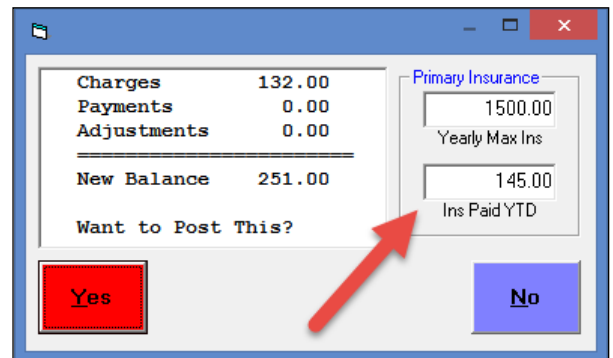 Charges 132.00
Payments 0.00
Adjustments 0.00
=======================
New Balance 251.00
Want to Post This?
Primary Insurance
1500.00
Yearly Max Ins
145.00
Ins Paid YTD
Yes
No